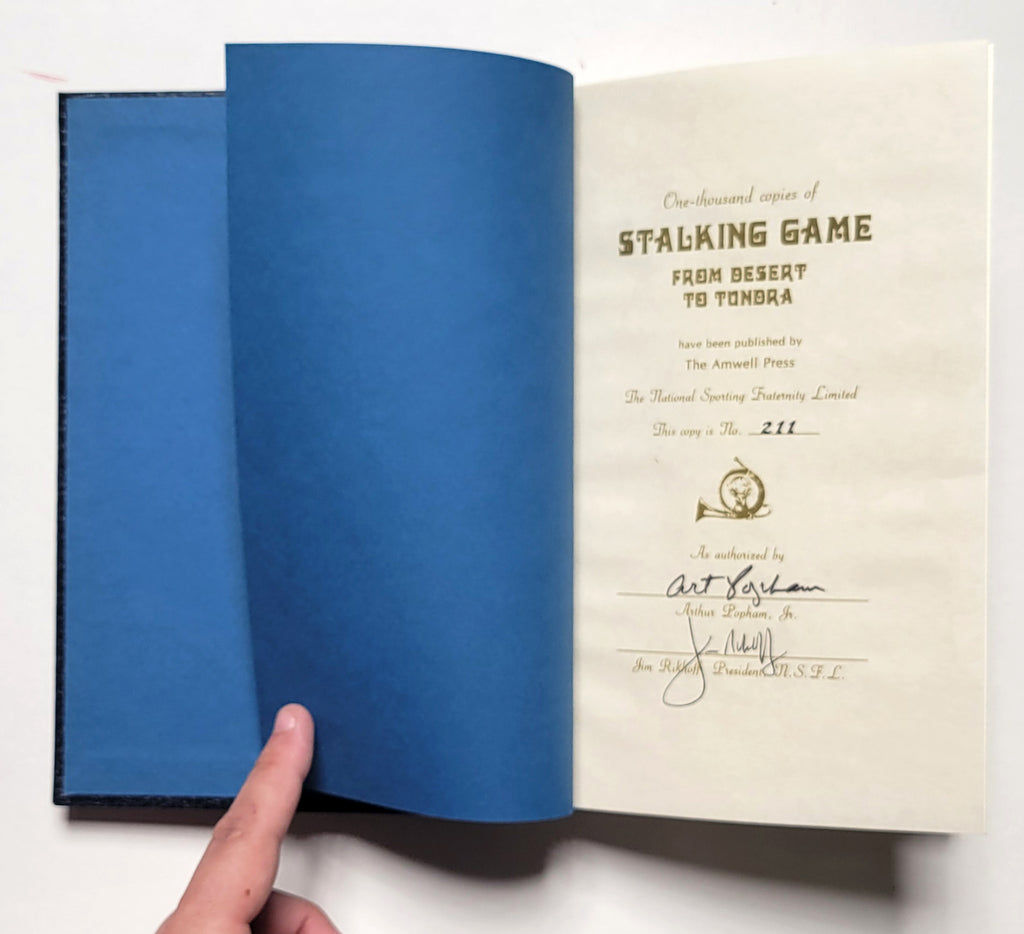 One-thousand copies of
STALKING GAME
FROM DESERT
TO TUNDRA
have been published by
The Amwell Press
The National Sporting Fraternity Limited
This copy is No. 211
As authorized by
Art Popham
Arthur Popham, Jr.
Jim Rikhoff
Jim Rikhoff President, N.S.F.L.